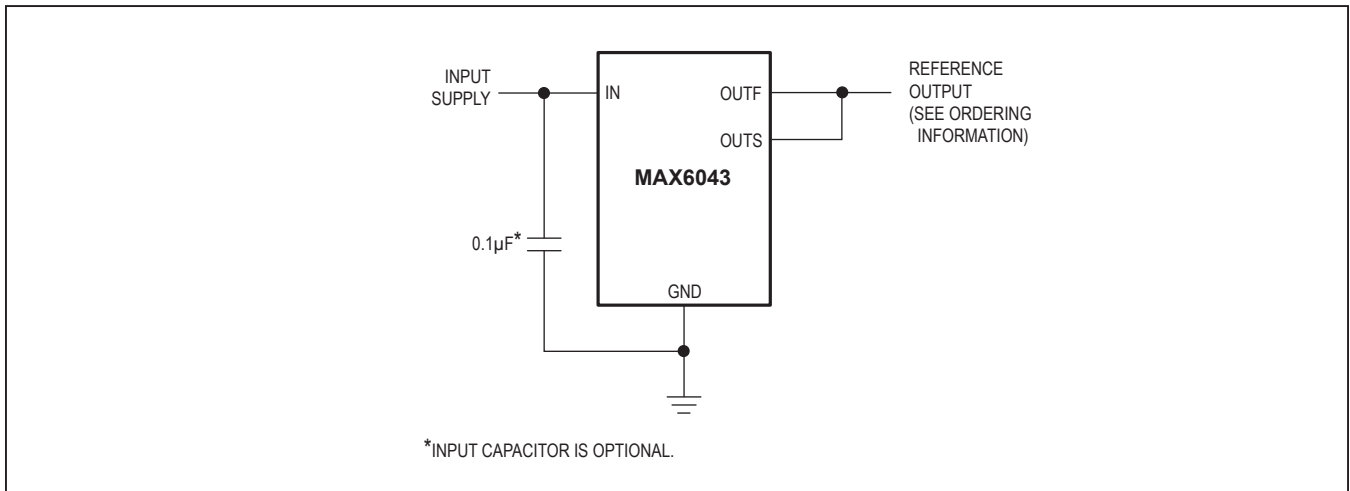 INPUT
SUPPLY
IN
OUTF
OUTS
REFERENCE
OUTPUT
(SEE ORDERING
INFORMATION)
MAX6043
0.1µF*
GND
*INPUT CAPACITOR IS OPTIONAL.